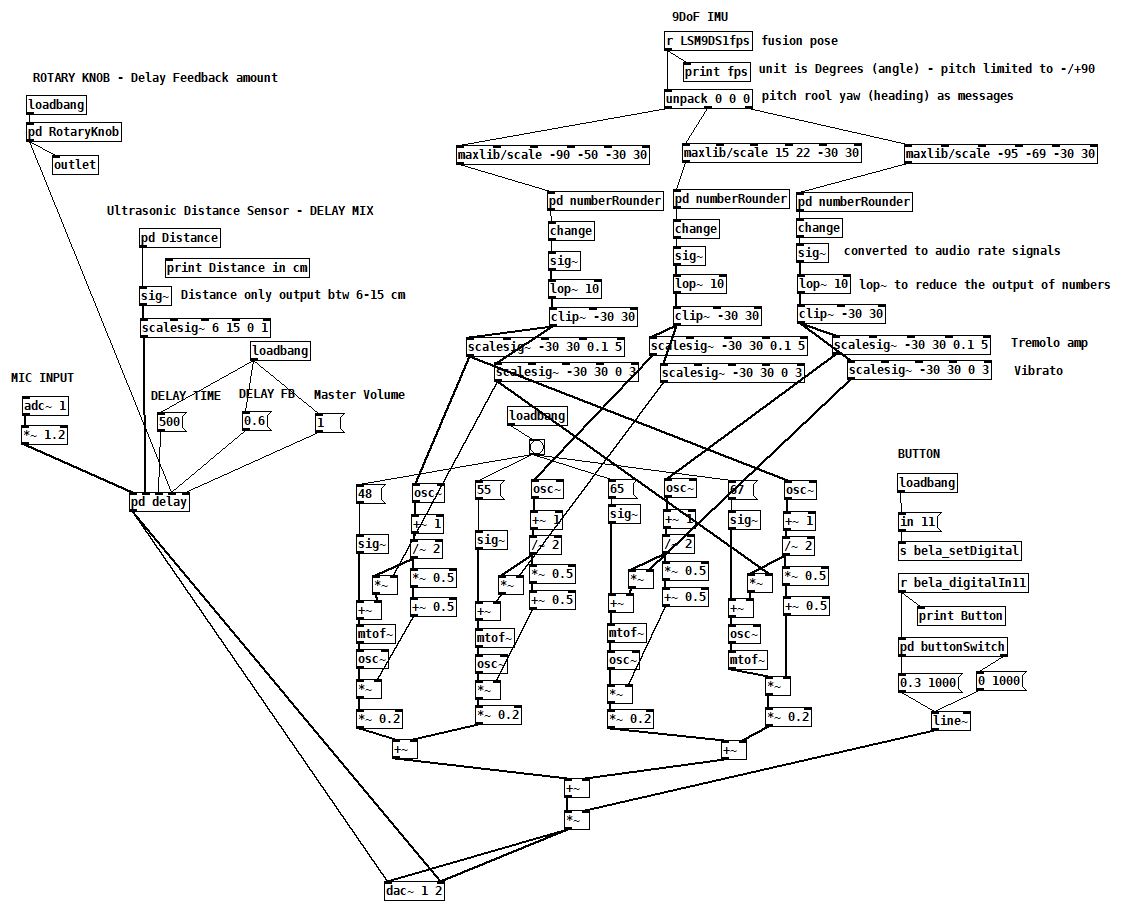 9DoF IMU
r LSM9DS1fps fusion pose
print fps unit is Degrees (angle) - pitch limited to -/+90
unpack 0 0 0 pitch rool yaw (heading) as messages
ROTARY KNOB - Delay Feedback amount
loadbang
pd RotaryKnob
outlet
maxlib/scale -90 -50 -30 30 maxlib/scale 15 22 -30 30 maxlib/scale -95 -69 -30 30
pd numberRounder pd numberRounder pd numberRounder
Ultrasonic Distance Sensor - DELAY MIX
change change change
pd Distance
sig~ sig~ sig~ converted to audio rate signals
print Distance in cm
lop~ 10 lop~ 10 lop~ 10 lop~ to reduce the output of numbers
sig~ Distance only output btw 6-15 cm
clip~ -30 30 clip~ -30 30 clip~ -30 30
scalesig~ 6 15 0 1
scalesig~ -30 30 0.1 5 scalesig~ -30 30 0.1 5 scalesig~ -30 30 0.1 5 Tremolo amp
loadbang
scalesig~ -30 30 0 3 scalesig~ -30 30 0 3 scalesig~ -30 30 0 3 Vibrato
MIC INPUT
DELAY TIME DELAY FB Master Volume
adc~ 1
500 0.6 1
*~ 1.2
loadbang
BUTTON
loadbang
48 osc~ 55 osc~ 65 osc~ 67 osc~
pd delay
+~ 1 +~ 1 sig~ +~ 1 sig~ +~ 1
in 11
sig~ /~ 2 sig~ /~ 2 /~ 2 /~ 2
s bela_setDigital
*~ *~ 0.5 *~ *~ 0.5 *~ *~ 0.5 *~ *~ 0.5
r bela_digitalIn11
+~ +~ 0.5 +~ +~ 0.5 +~ +~ 0.5 +~ +~ 0.5
print Button
mtof~ mtof~ mtof~ osc~
pd buttonSwitch
osc~ osc~ osc~ mtof~
*~ *~ *~ *~
0.3 1000 0 1000
*~ 0.2 *~ 0.2 *~ 0.2 *~ 0.2
line~
+~ +~
+~
*~
dac~ 1 2